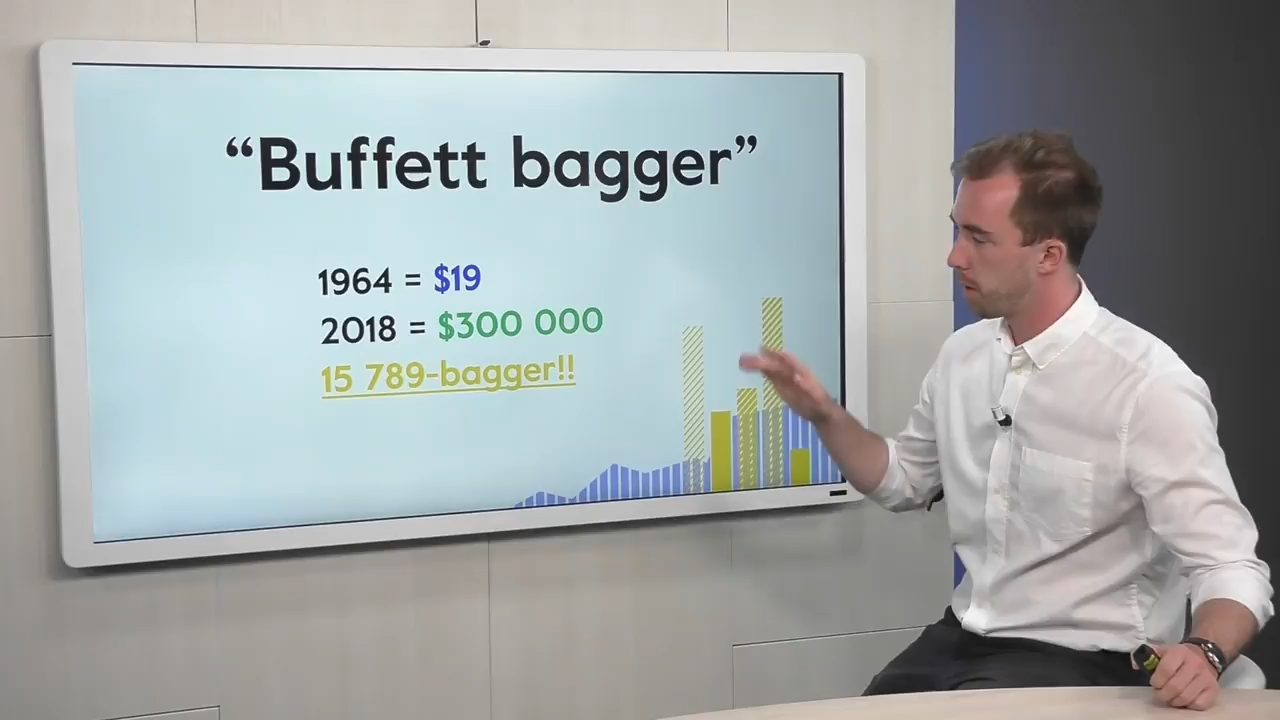 “Buffett bagger”
1964 = $19
2018 = $300 000
15 789-bagger!!